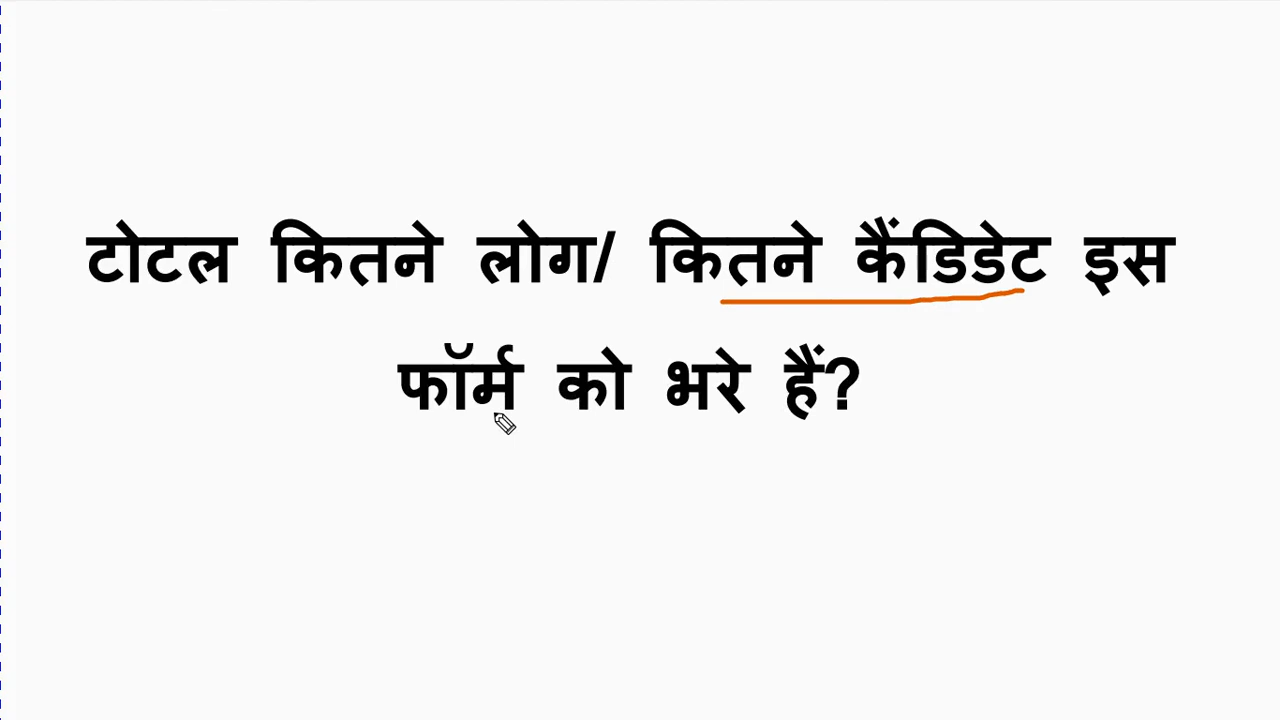 टोटल कितने लोग/ कितने कैंडिडेट इस
फॉर्म को भरे हैं?